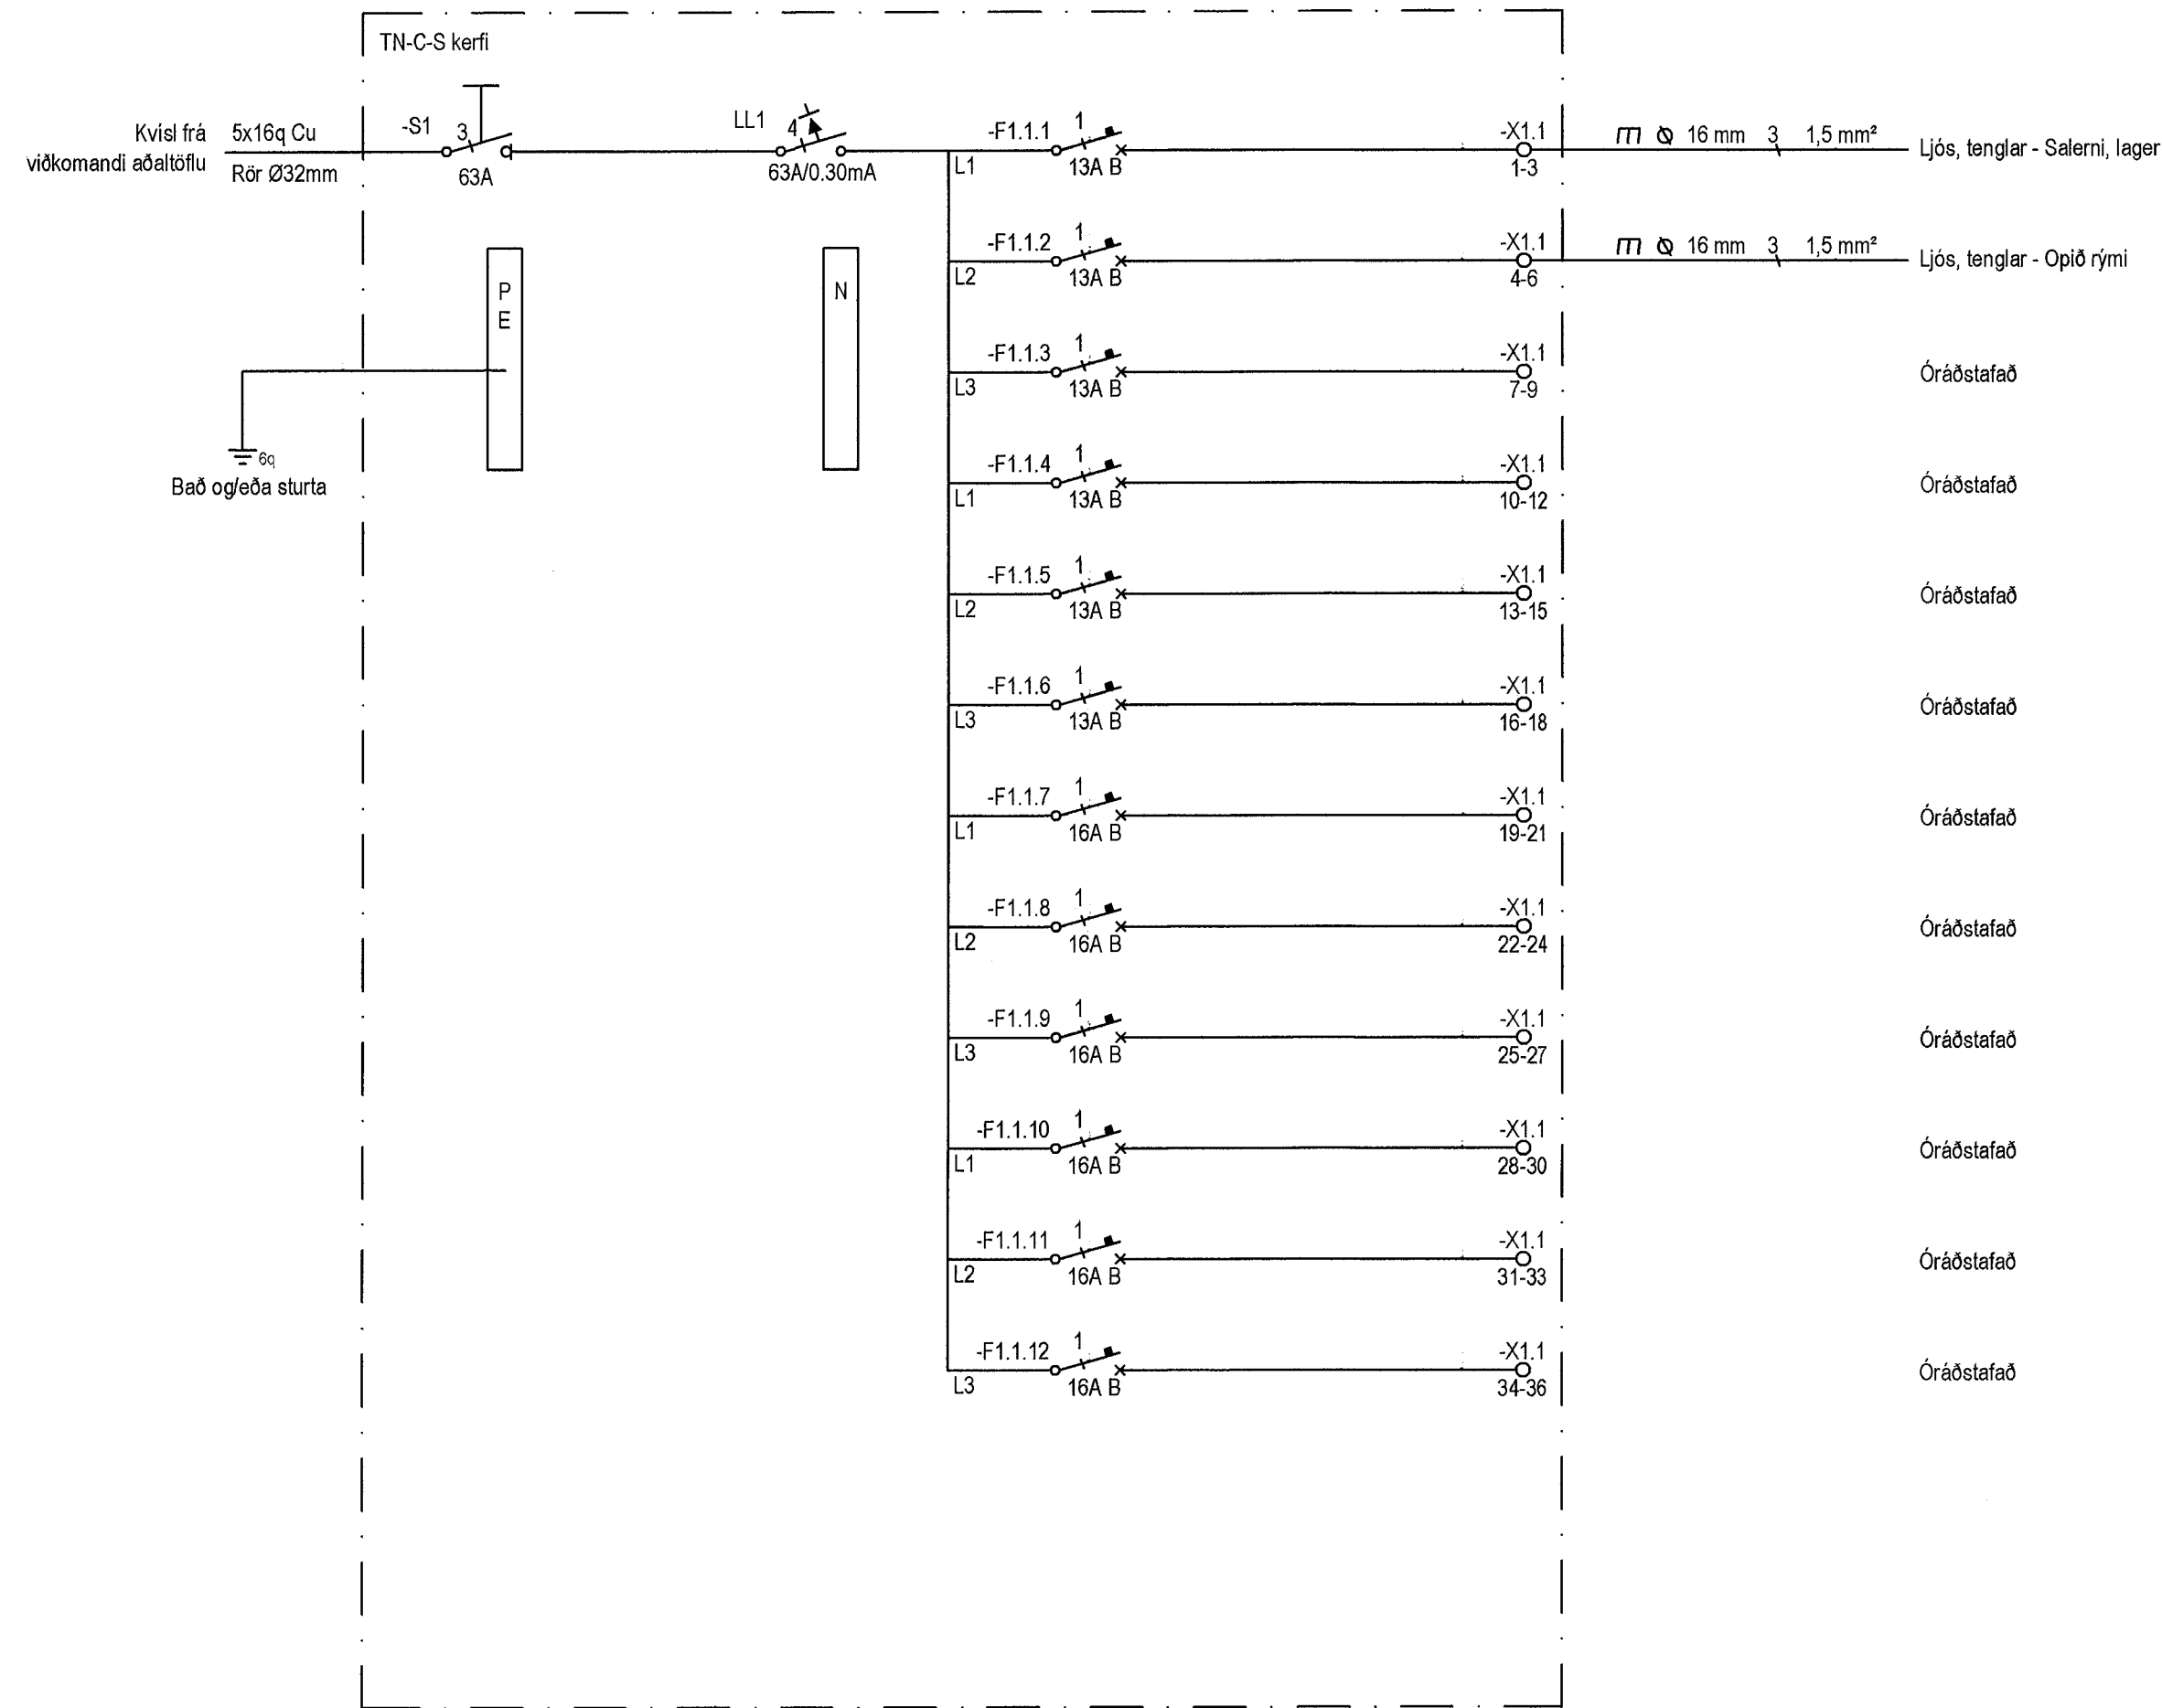 TN-C-S kerfi
Kvísl frá
viðkomandi aðaltöflu
5x16q Cu
Rör Ø32mm
-S1
3
63A
LL1
4
63A/0.30mA
PE
N
6q
Bað og/eða sturta
-F1.1.1
1
L1
13A B
-X1.1
1-3
16 mm
3
1,5 mm²
Ljós, tenglar - Salerni, lager
-F1.1.2
1
L2
13A B
-X1.1
4-6
16 mm
3
1,5 mm²
Ljós, tenglar - Opið rými
-F1.1.3
1
L3
13A B
-X1.1
7-9
Óráðstafað
-F1.1.4
1
L1
13A B
-X1.1
10-12
Óráðstafað
-F1.1.5
1
L2
13A B
-X1.1
13-15
Óráðstafað
-F1.1.6
1
L3
13A B
-X1.1
16-18
Óráðstafað
-F1.1.7
1
L1
16A B
-X1.1
19-21
Óráðstafað
-F1.1.8
1
L2
16A B
-X1.1
22-24
Óráðstafað
-F1.1.9
1
L3
16A B
-X1.1
25-27
Óráðstafað
-F1.1.10
1
L1
16A B
-X1.1
28-30
Óráðstafað
-F1.1.11
1
L2
16A B
-X1.1
31-33
Óráðstafað
-F1.1.12
1
L3
16A B
-X1.1
34-36
Óráðstafað